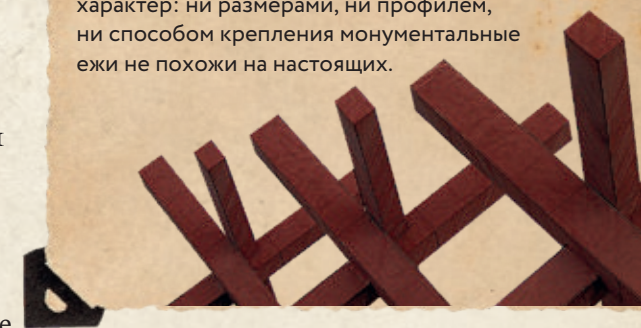 характер: ни размерами, ни профилем,
ни способом крепления монументальные
ежи не похожи на настоящих.